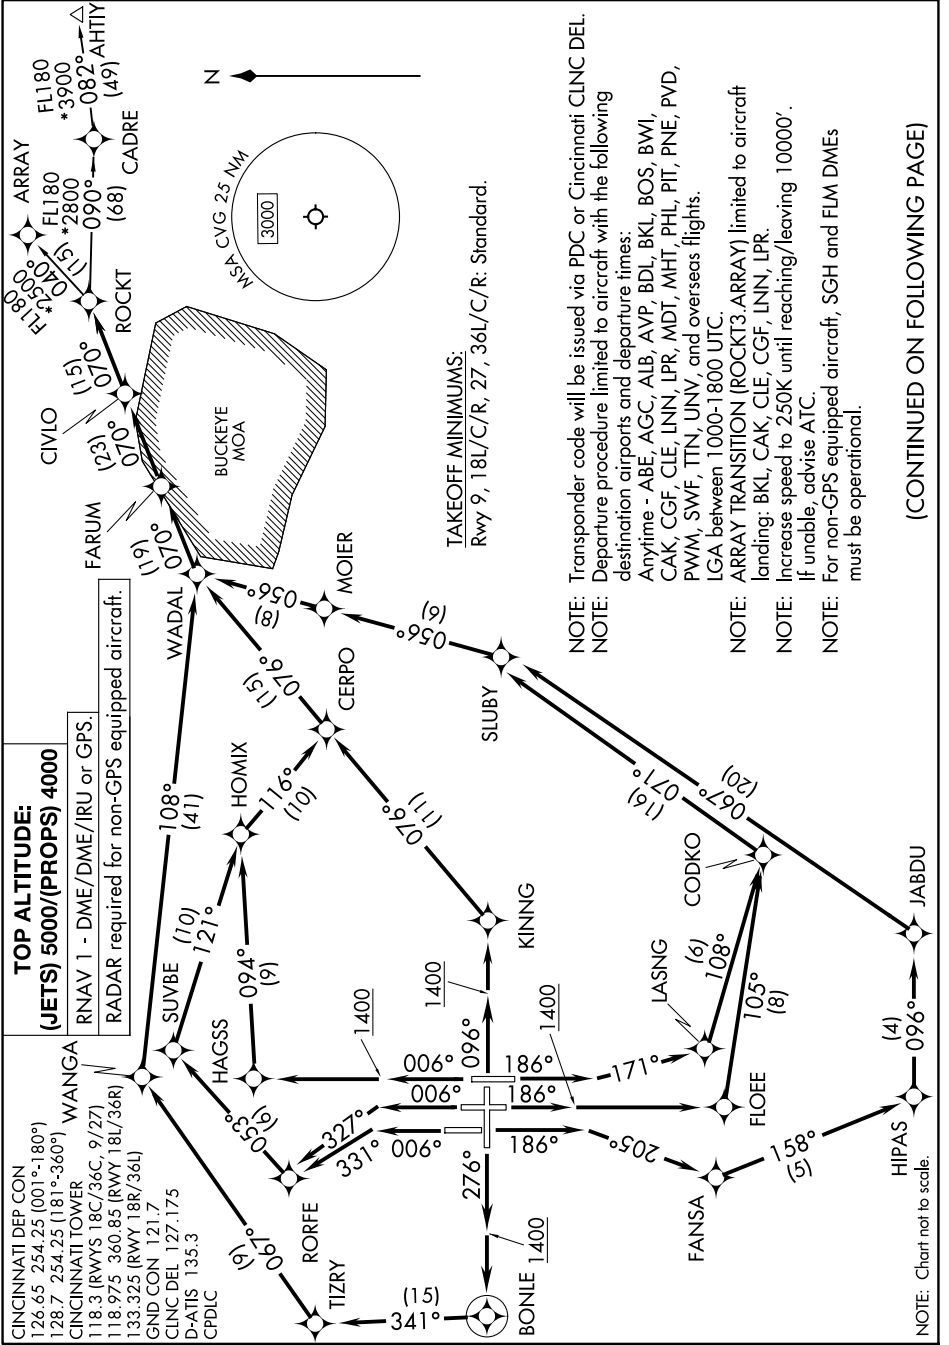 CINCINNATI DEP CON
126.65 254.25 (001°-180°)
128.7 254.25 (181°-360°)
CINCINNATI TOWER
118.3 (RWYS 18C/36C, 9/27)
118.975 360.85 (RWY 18L/36R)
133.325 (RWY 18R/36L)
GND CON 121.7
CLNC DEL 127.175
D-ATIS 135.3
CPDLC
TOP ALTITUDE:
(JETS) 5000/(PROPS) 4000
RNAV 1 - DME/DME/IRU or GPS.
RADAR required for non-GPS equipped aircraft.
WANGA
108°
(41)
WADAL
(19)
070°
FARUM
(23)
070°
CIVLO
(15)
070°
ROCKT
FL180
*2500
040°
(15)
ARRAY
FL180
*2800
090°
(68)
CADRE
FL180
*3900
082°
(49)
AHTIY
N
MSA CVG 25 NM
3000
BUCKEYE
MOA
SUVBE
(10)
121°
HOMIX
116°
(10)
CERPO
(15)
076°
MOIER
(8)
056°
HAGSS
094°
(9)
053°
(6)
RORFE
TIZRY
067°
(9)
341°
(15)
BONLE
1400
276°
331°
327°
006°
006°
006°
1400
096°
1400
KINNG
076°
(11)
SLUBY
056°
(6)
186°
186°
186°
1400
171°
LASNG
(6)
108°
CODKO
071°
(16)
067°
(20)
105°
(8)
FLOEE
205°
FANSA
158°
(5)
HIPAS
(4)
096°
JABDU
TAKEOFF MINIMUMS:
Rwy 9, 18L/C/R, 27, 36L/C/R: Standard.
NOTE: Transponder code will be issued via PDC or Cincinnati CLNC DEL.
NOTE: Departure procedure limited to aircraft with the following
destination airports and departure times:
Anytime - ABE, AGC, ALB, AVP, BDL, BKL, BOS, BWI,
CAK, CGF, CLE, LNN, LPR, MDT, MHT, PHL, PIT, PNE, PVD,
PWM, SWF, TTN, UNV, and overseas flights.
LGA between 1000-1800 UTC.
NOTE: ARRAY TRANSITION (ROCKT3.ARRAY) limited to aircraft
landing: BKL, CAK, CLE, CGF, LNN, LPR.
NOTE: Increase speed to 250K until reaching/leaving 10000'.
If unable, advise ATC.
NOTE: For non-GPS equipped aircraft, SGH and FLM DMEs
must be operational.
NOTE: Chart not to scale.
(CONTINUED ON FOLLOWING PAGE)